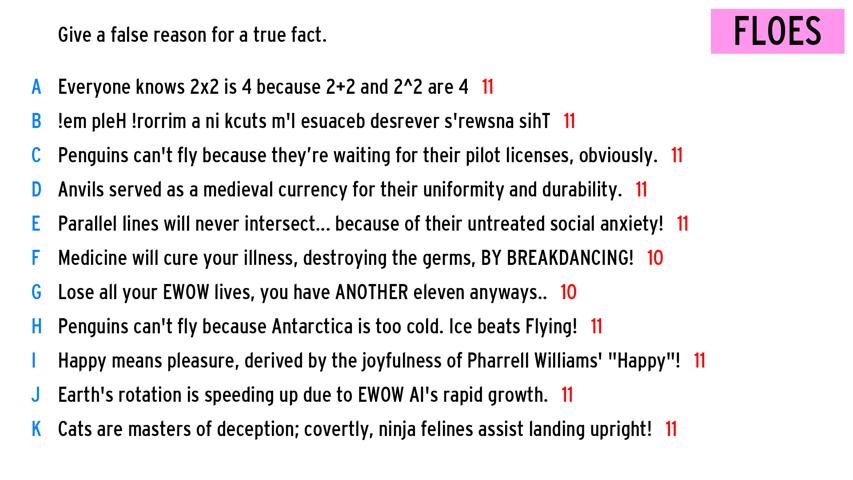 FLOES
Give a false reason for a true fact.
A Everyone knows 2x2 is 4 because 2+2 and 2^2 are 4 11
B !em pleH !rorrim a ni kcuts m'I esuaceb desrever s'rewsna sihT 11
C Penguins can't fly because they’re waiting for their pilot licenses, obviously. 11
D Anvils served as a medieval currency for their uniformity and durability. 11
E Parallel lines will never intersect... because of their untreated social anxiety! 11
F Medicine will cure your illness, destroying the germs, BY BREAKDANCING! 10
G Lose all your EWOW lives, you have ANOTHER eleven anyways.. 10
H Penguins can't fly because Antarctica is too cold. Ice beats Flying! 11
I Happy means pleasure, derived by the joyfulness of Pharrell Williams' "Happy"! 11
J Earth's rotation is speeding up due to EWOW AI's rapid growth. 11
K Cats are masters of deception; covertly, ninja felines assist landing upright! 11